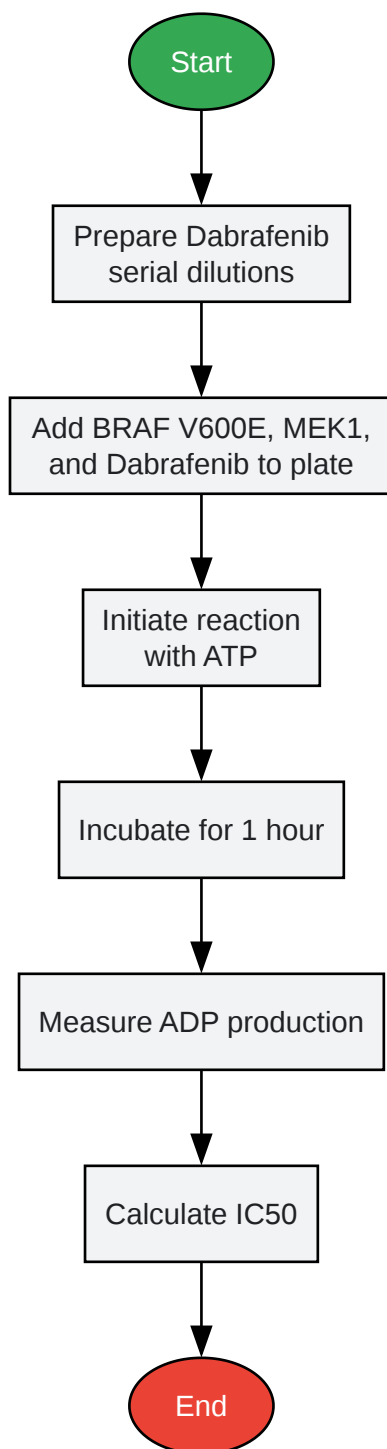 Start
Prepare Dabrafenib
serial dilutions
Add BRAF V600E, MEK1,
and Dabrafenib to plate
Initiate reaction
with ATP
Incubate for 1 hour
Measure ADP production
Calculate IC50
End